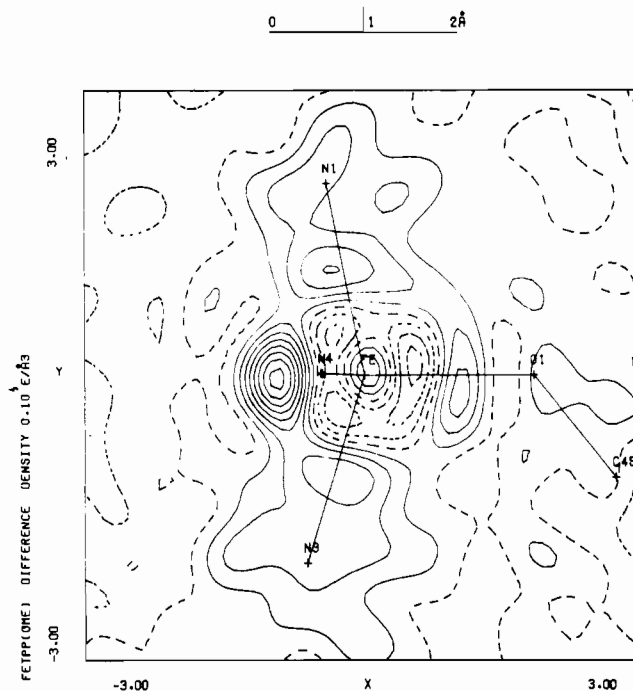 0 1 2Å
3.00
N1
Y
N4 FE O1
C45
FETPP(OME) DIFFERENCE DENSITY 0.10 E/Å3
N3
-3.00
-3.00 X 3.00